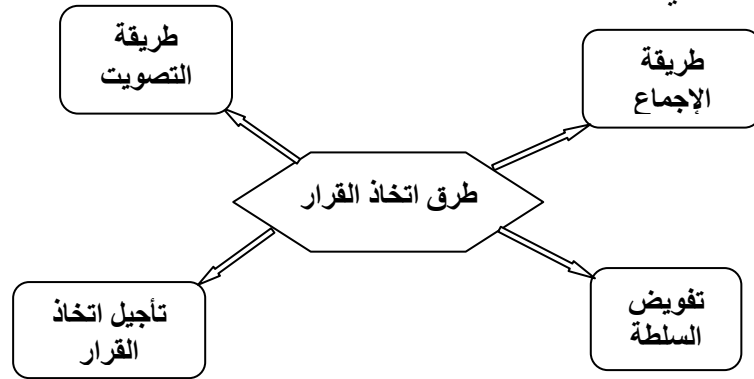 طريقة
الإجماع
طريقة
التصويت
طرق اتخاذ القرار
تفويض
السلطة
تأجيل اتخاذ
القرار